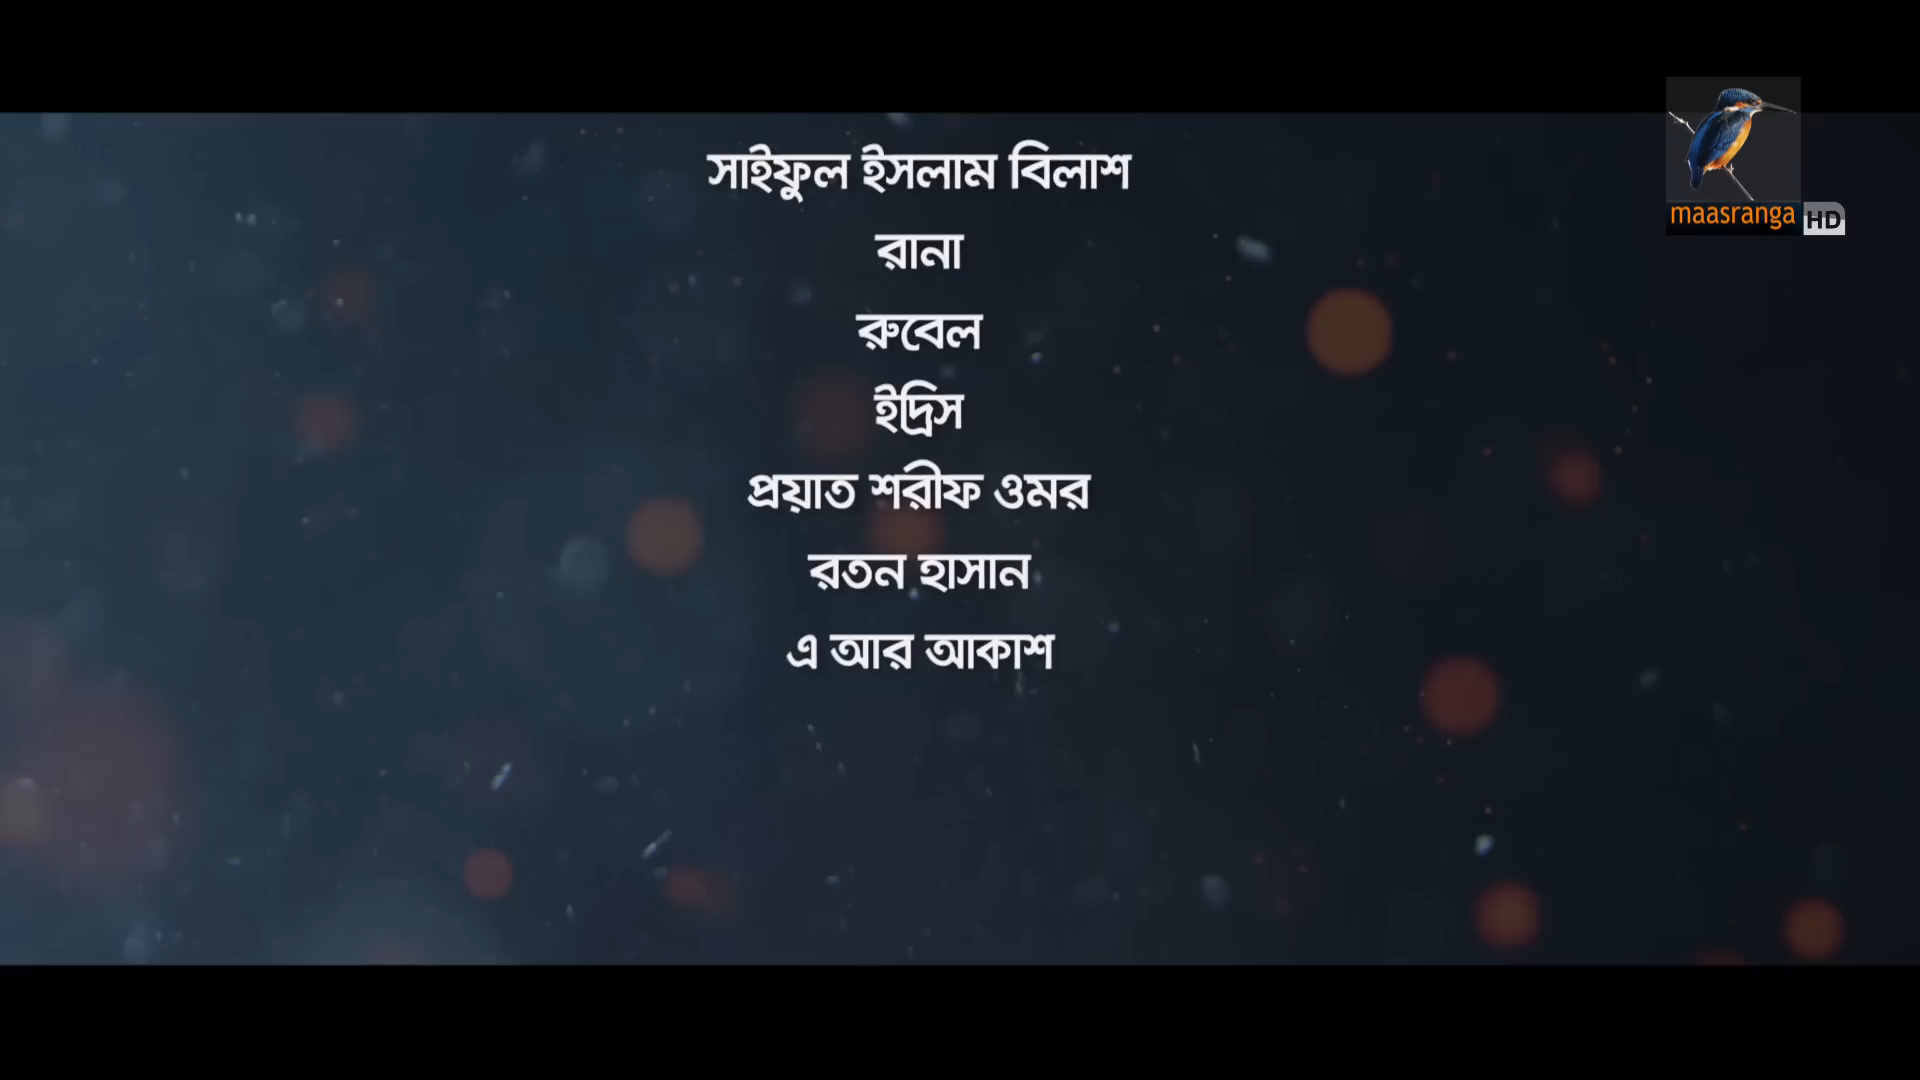 সাইফুল ইসলাম বিলাশ
রানা
রুবেল
ইদ্রিস
প্রয়াত শরীফ ওমর
রতন হাসান
এ আর আকাশ
maasranga HD